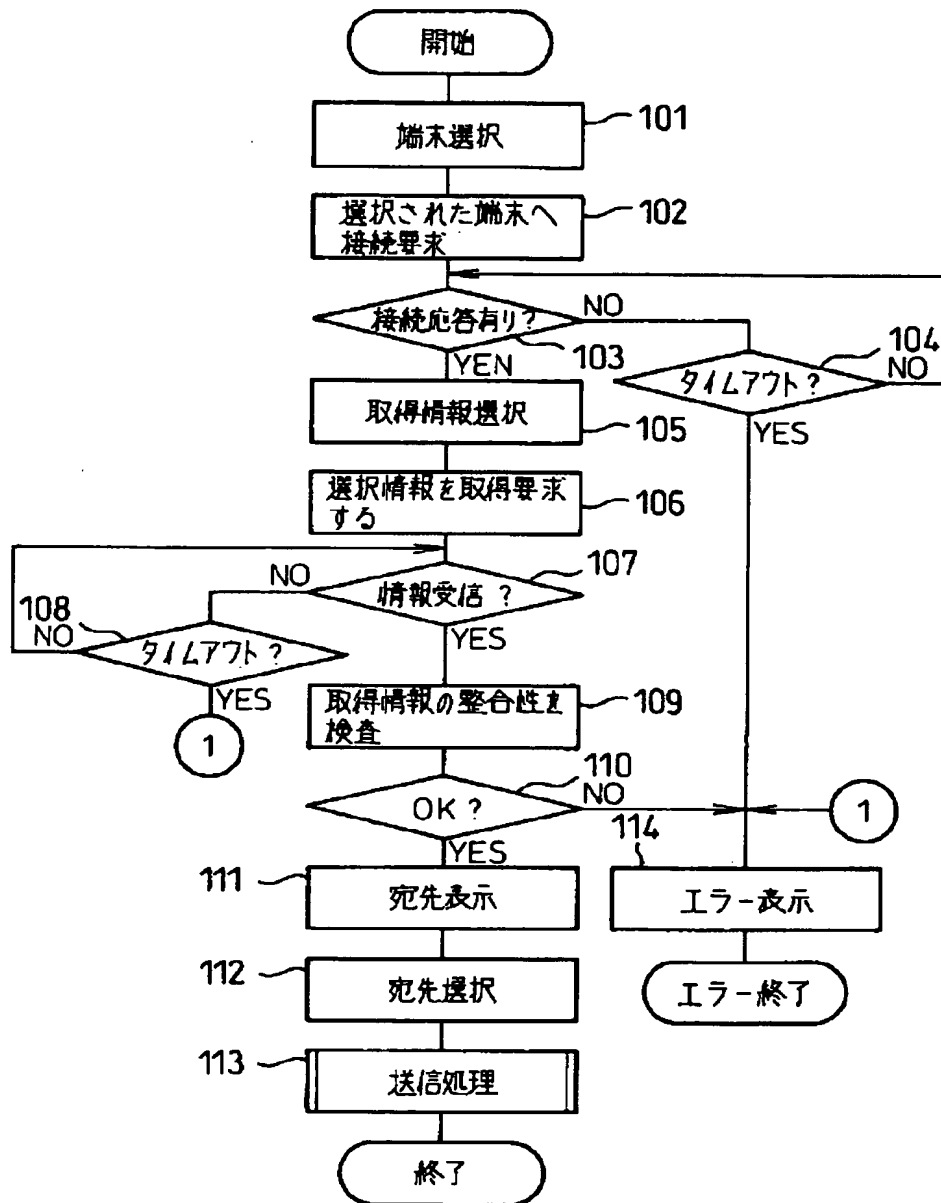 開始
端末選択
101
選択された端末へ
接続要求
102
接続応答有り?
NO
103
YEN
タイムアウト?
104
NO
YES
取得情報選択
105
選択情報を取得要求
する
106
情報受信?
107
NO
YES
108
NO
タイムアウト?
YES
1
取得情報の整合性を
検査
109
OK?
110
NO
YES
1
114
111
宛先表示
エラー表示
112
宛先選択
エラー終了
113
送信処理
終了